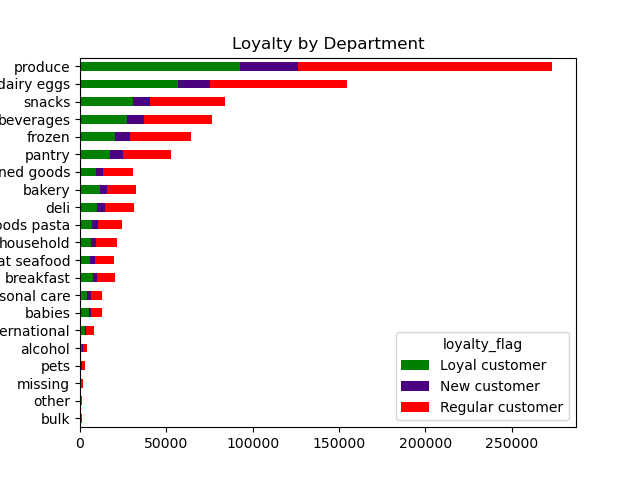 Loyalty by Department
produce
dairy eggs
snacks
beverages
frozen
pantry
ned goods
bakery
deli
oods pasta
household
at seafood
breakfast
sonal care
babies
ernational
alcohol
pets
missing
other
bulk
0 50000 100000 150000 200000 250000
loyalty_flag
Loyal customer
New customer
Regular customer